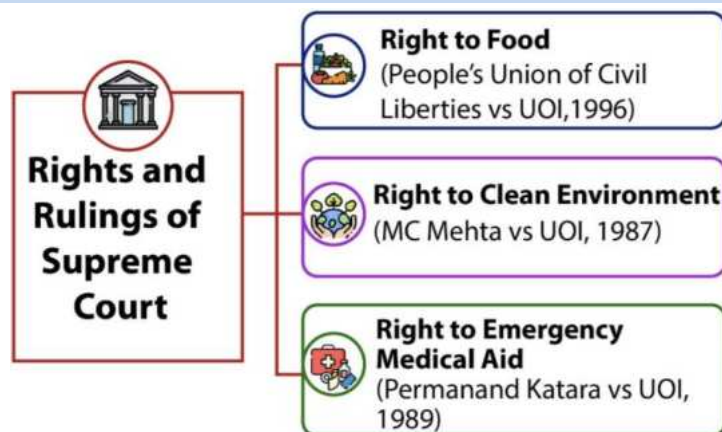 Rights and
Rulings of
Supreme
Court
Right to Food
(People's Union of Civil
Liberties vs UOI,1996)
Right to Clean Environment
(MC Mehta vs UOI, 1987)
Right to Emergency
Medical Aid
(Permanand Katara vs UOI,
1989)